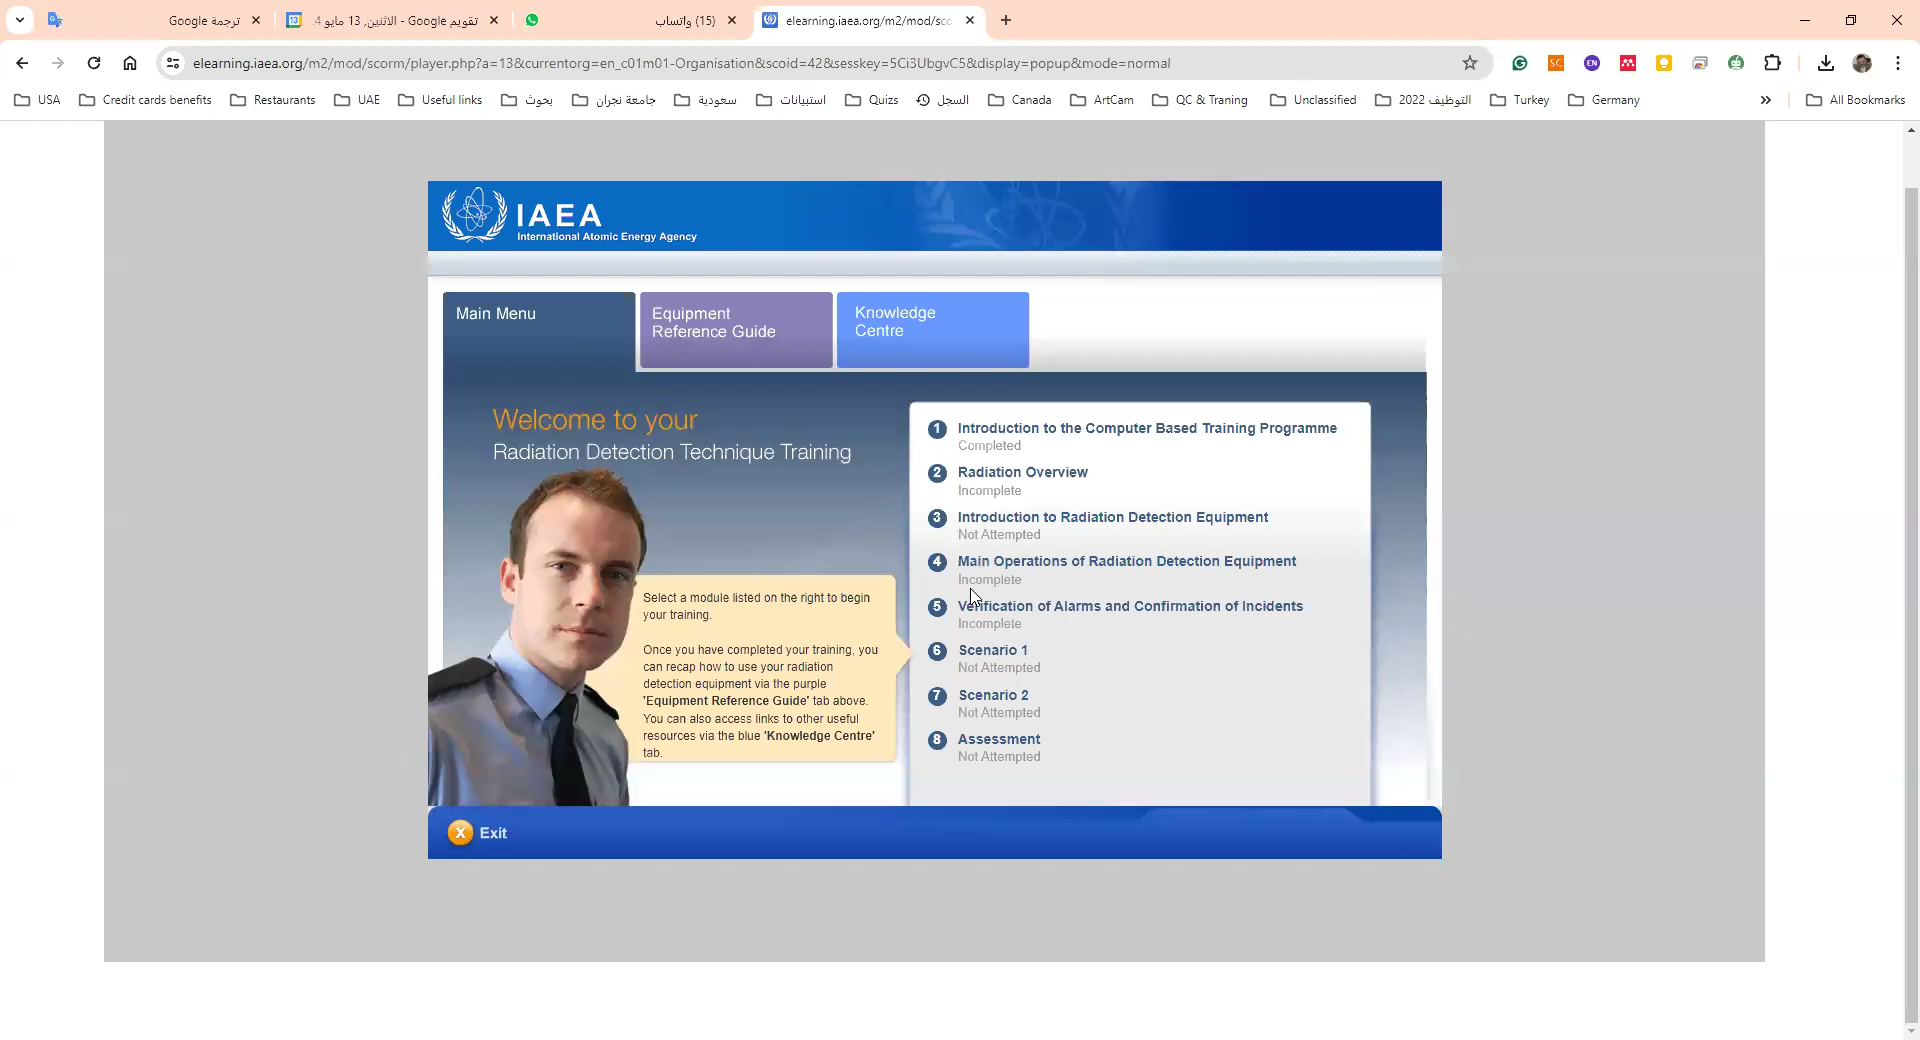 ترجمة Google
تقويم Google - الاثنين, 13 مايو 4.
(15) واتساب
elearning.iaea.org/m2/mod/sco
elearning.iaea.org/m2/mod/scorm/player.php?a=13&currentorg=en_c01m01-Organisation&scoid=42&sesskey=5Ci3UbgvC5&display=popup&mode=normal
USA
Credit cards benefits
Restaurants
UAE
Useful links
بحوث
جامعة نجران
سعودية
استبيانات
Quizs
السجل
Canada
ArtCam
QC & Traning
Unclassified
التوظيف 2022
Turkey
Germany
»
All Bookmarks
IAEA
International Atomic Energy Agency
Main Menu
Equipment
Reference Guide
Knowledge
Centre
Welcome to your
Radiation Detection Technique Training
Select a module listed on the right to begin
your training.
Once you have completed your training, you
can recap how to use your radiation
detection equipment via the purple
'Equipment Reference Guide' tab above.
You can also access links to other useful
resources via the blue 'Knowledge Centre'
tab.
1 Introduction to the Computer Based Training Programme
Completed
2 Radiation Overview
Incomplete
3 Introduction to Radiation Detection Equipment
Not Attempted
4 Main Operations of Radiation Detection Equipment
Incomplete
5 Verification of Alarms and Confirmation of Incidents
Incomplete
6 Scenario 1
Not Attempted
7 Scenario 2
Not Attempted
8 Assessment
Not Attempted
X Exit